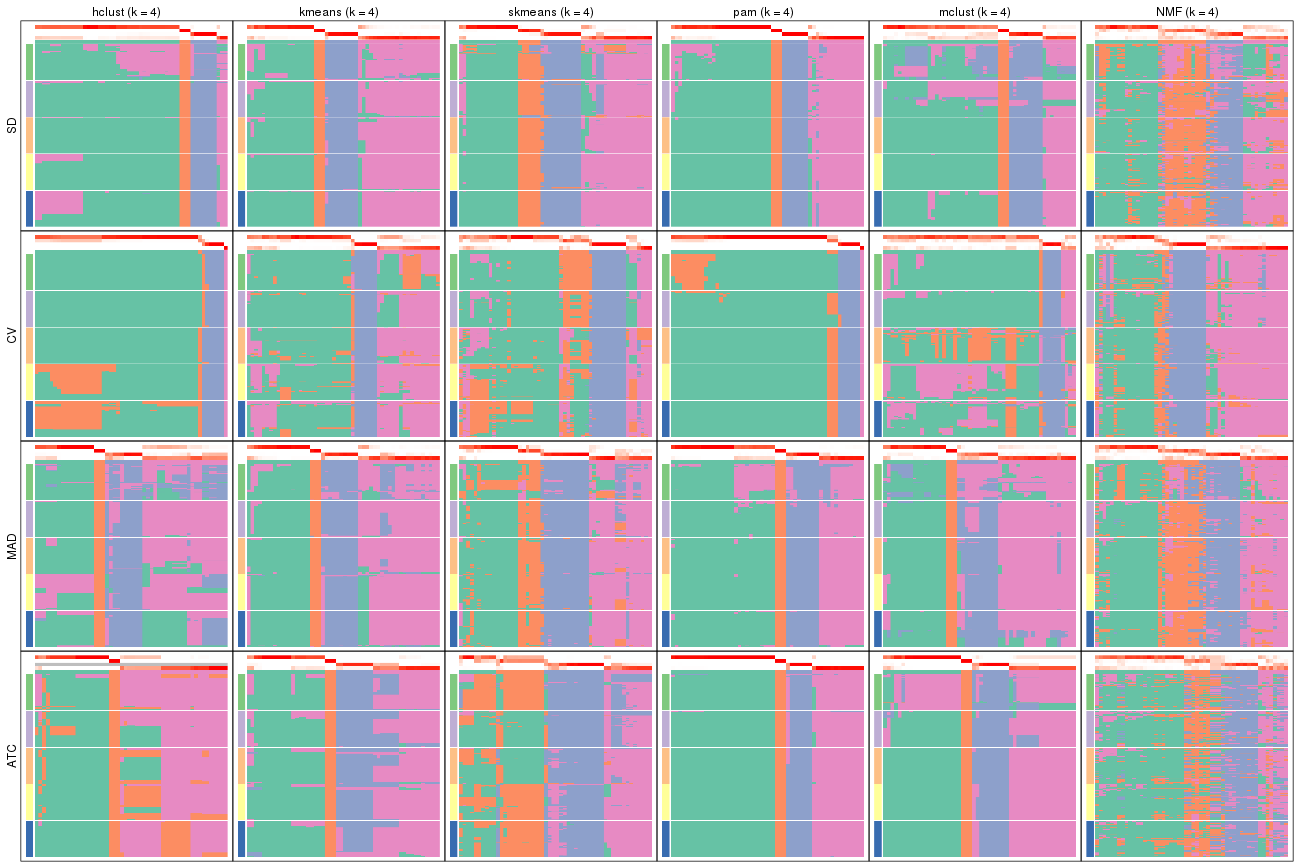 hclust (k = 4) kmeans (k = 4) skmeans (k = 4) pam (k = 4) mclust (k = 4) NMF (k = 4)
SD
CV
MAD
ATC